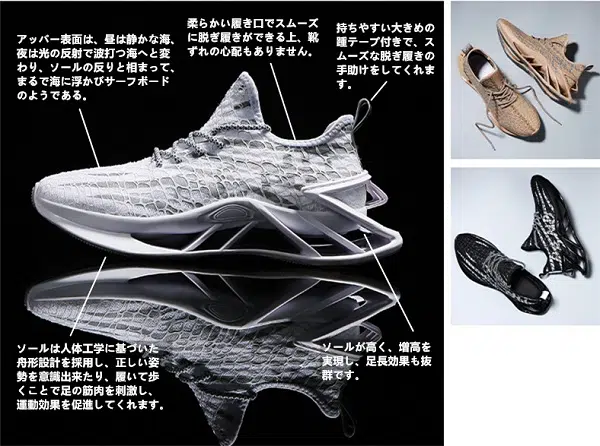 アッパー表面は、昼は静かな海、
夜は光の反射で波打つ海へと変
わり、ソールの反りと相まって、
まるで海に浮かびサーフボード
のようである。
柔らかい履き口でスムーズ
に脱ぎ履きができる上、靴
ずれの心配もありません。
持ちやすい大きめの
踵テープ付きで、ス
ムーズな脱ぎ履きの
手助けをしてくれま
す。
ソールは人体工学に基づいた
舟形設計を採用し、正しい姿
勢を意識出来たり、履いて歩
くことで足の筋肉を刺激し、
運動効果を促進してくれます。
ソールが高く、増高を
実現し、足長効果も抜
群です。